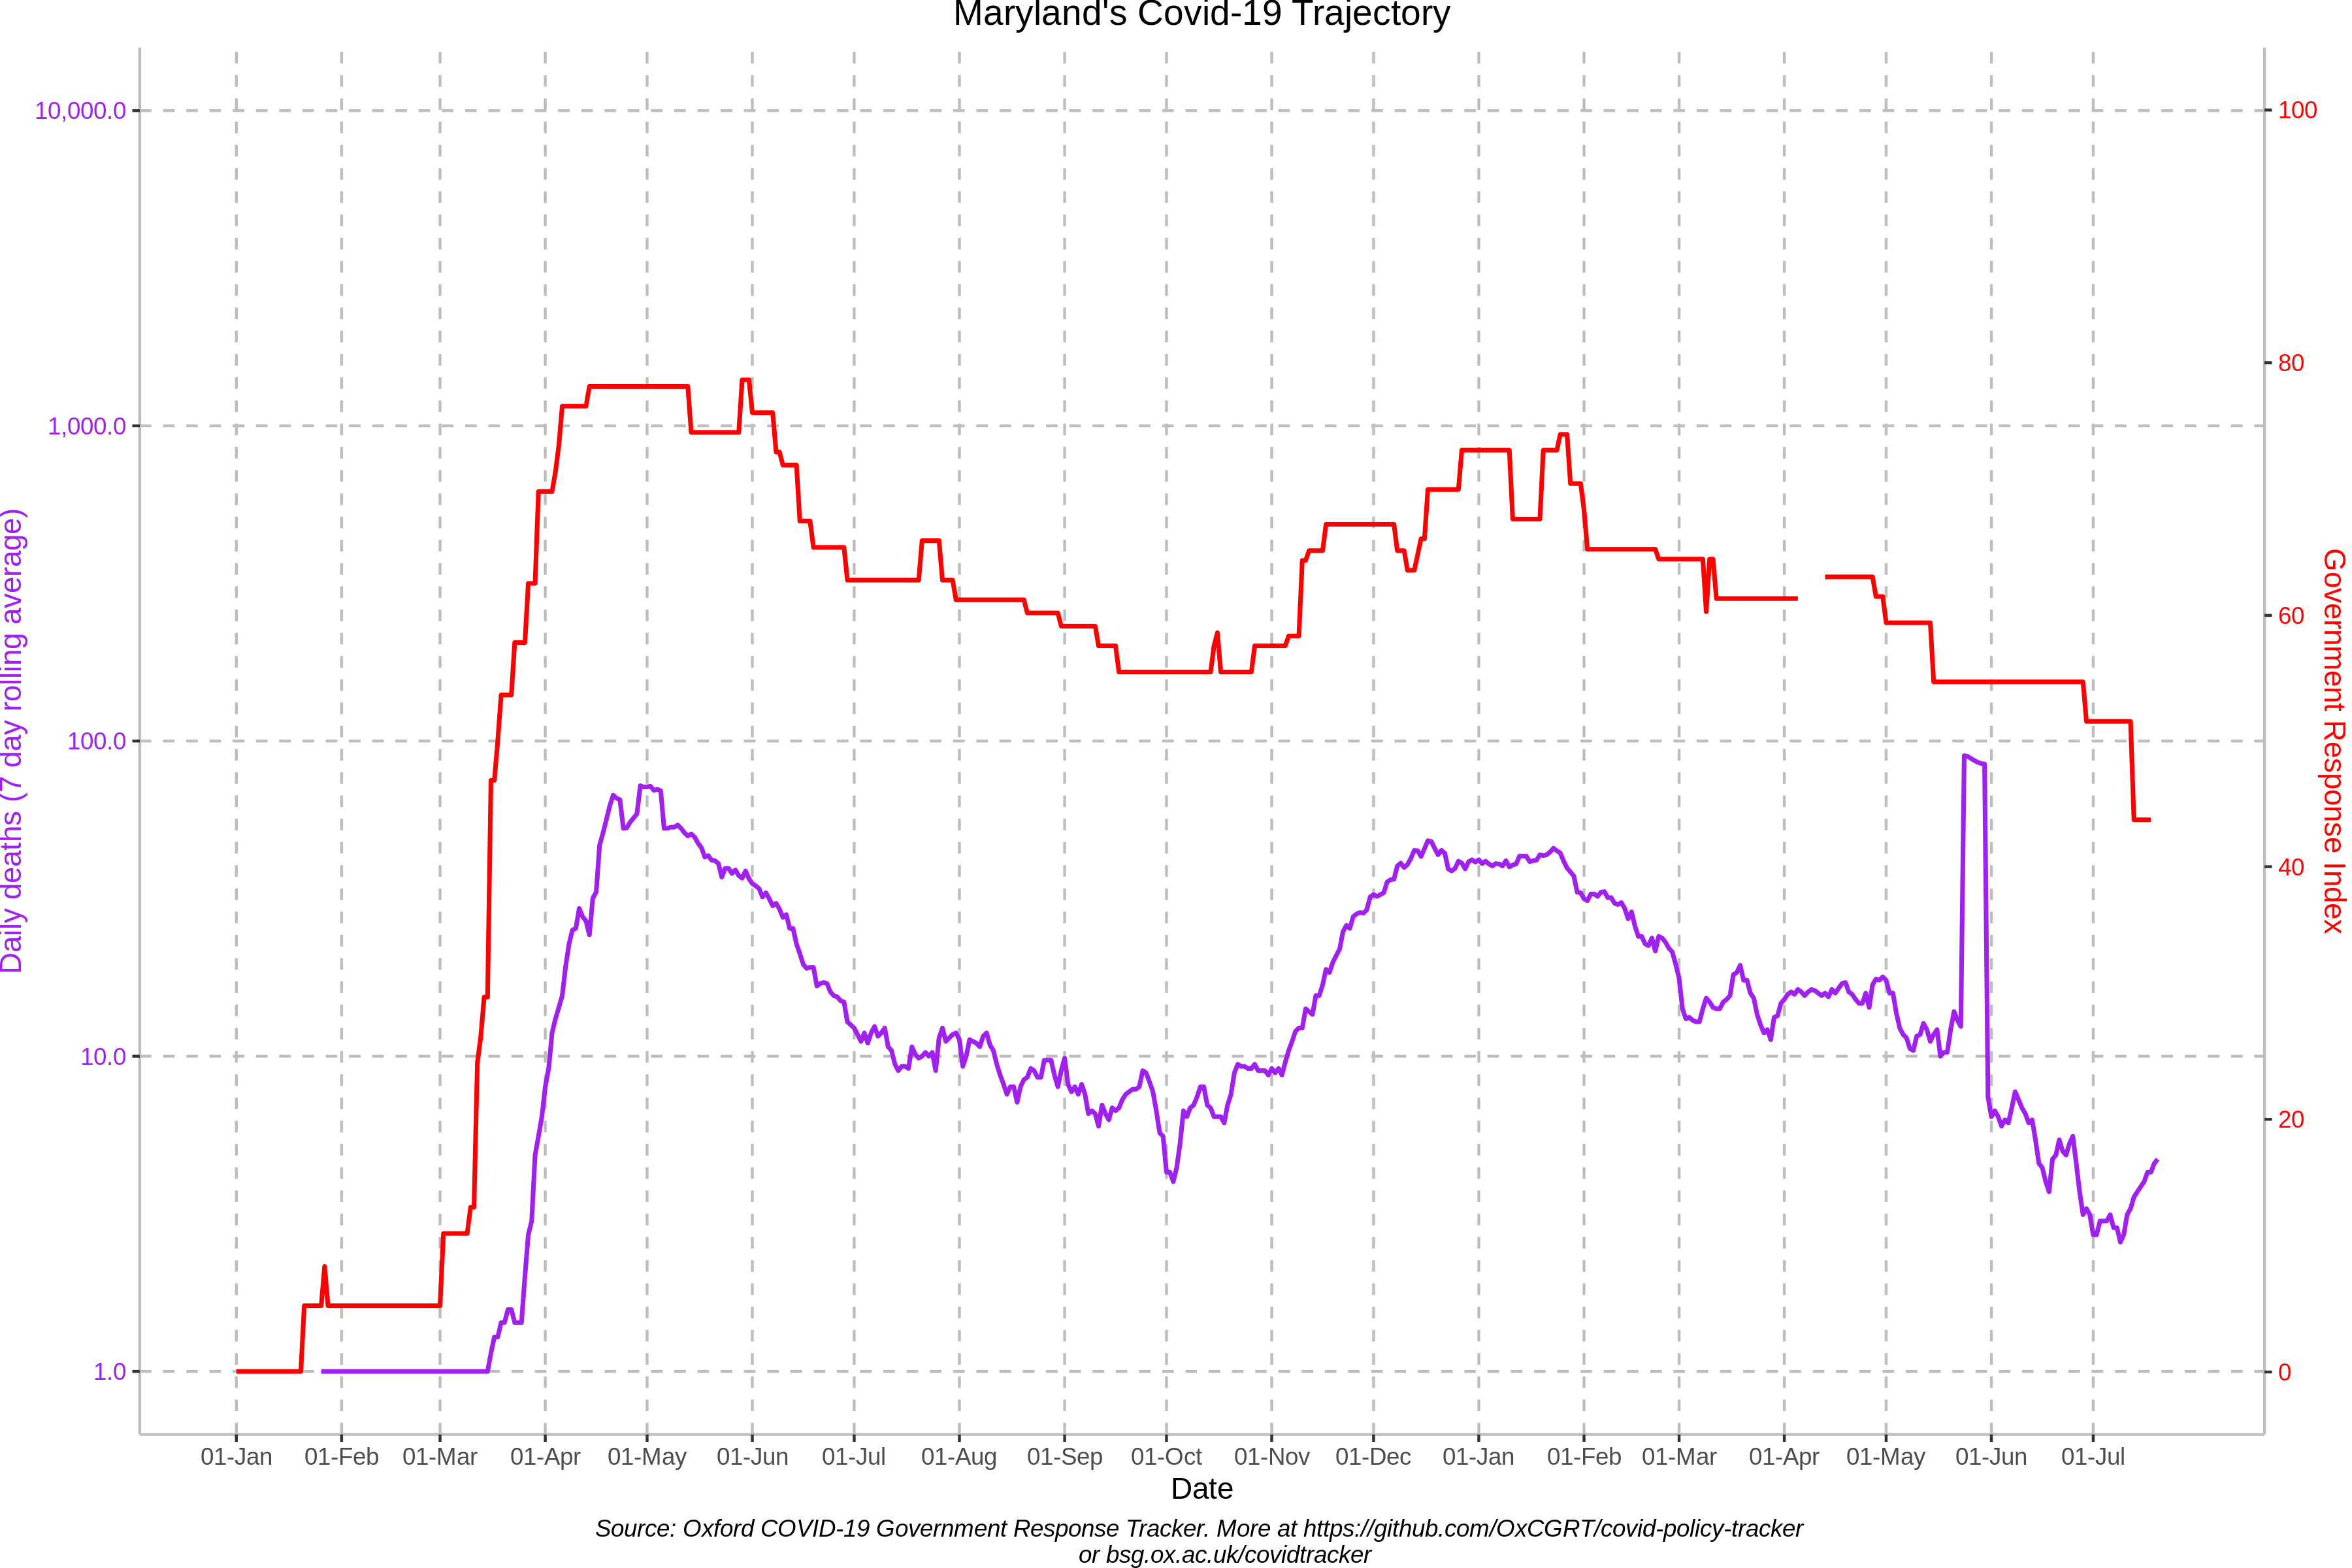 Maryland's Covid-19 Trajectory
10,000.0
1,000.0
100.0
10.0
1.0
Daily deaths (7 day rolling average)
100
80
60
40
20
0
Government Response Index
01-Jan 01-Feb 01-Mar 01-Apr 01-May 01-Jun 01-Jul 01-Aug 01-Sep 01-Oct 01-Nov 01-Dec 01-Jan 01-Feb 01-Mar 01-Apr 01-May 01-Jun 01-Jul
Date
Source: Oxford COVID-19 Government Response Tracker. More at https://github.com/OxCGRT/covid-policy-tracker
or bsg.ox.ac.uk/covidtracker